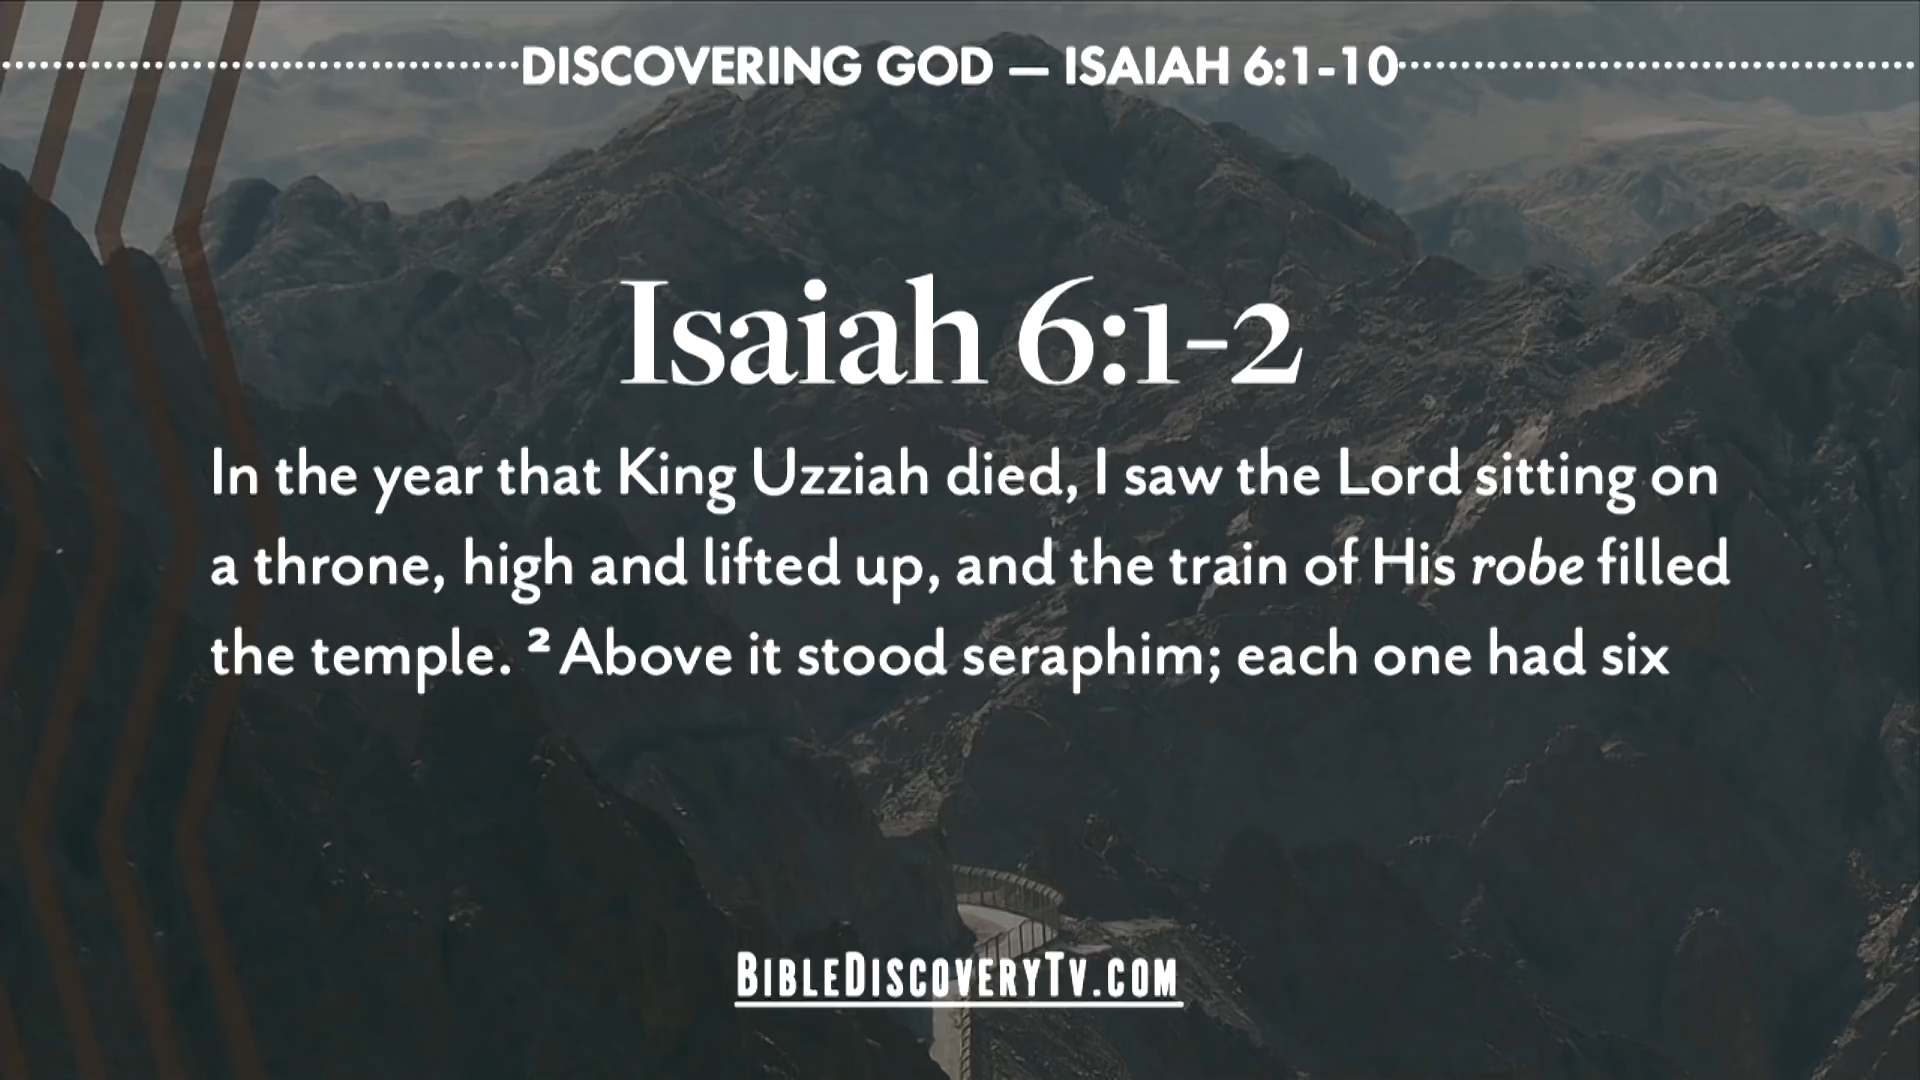 DISCOVERING GOD — ISAIAH 6:1-10
Isaiah 6:1-2
In the year that King Uzziah died, I saw the Lord sitting on
a throne, high and lifted up, and the train of His robe filled
the temple. ² Above it stood seraphim; each one had six
BIBLEDISCOVERYTV.COM